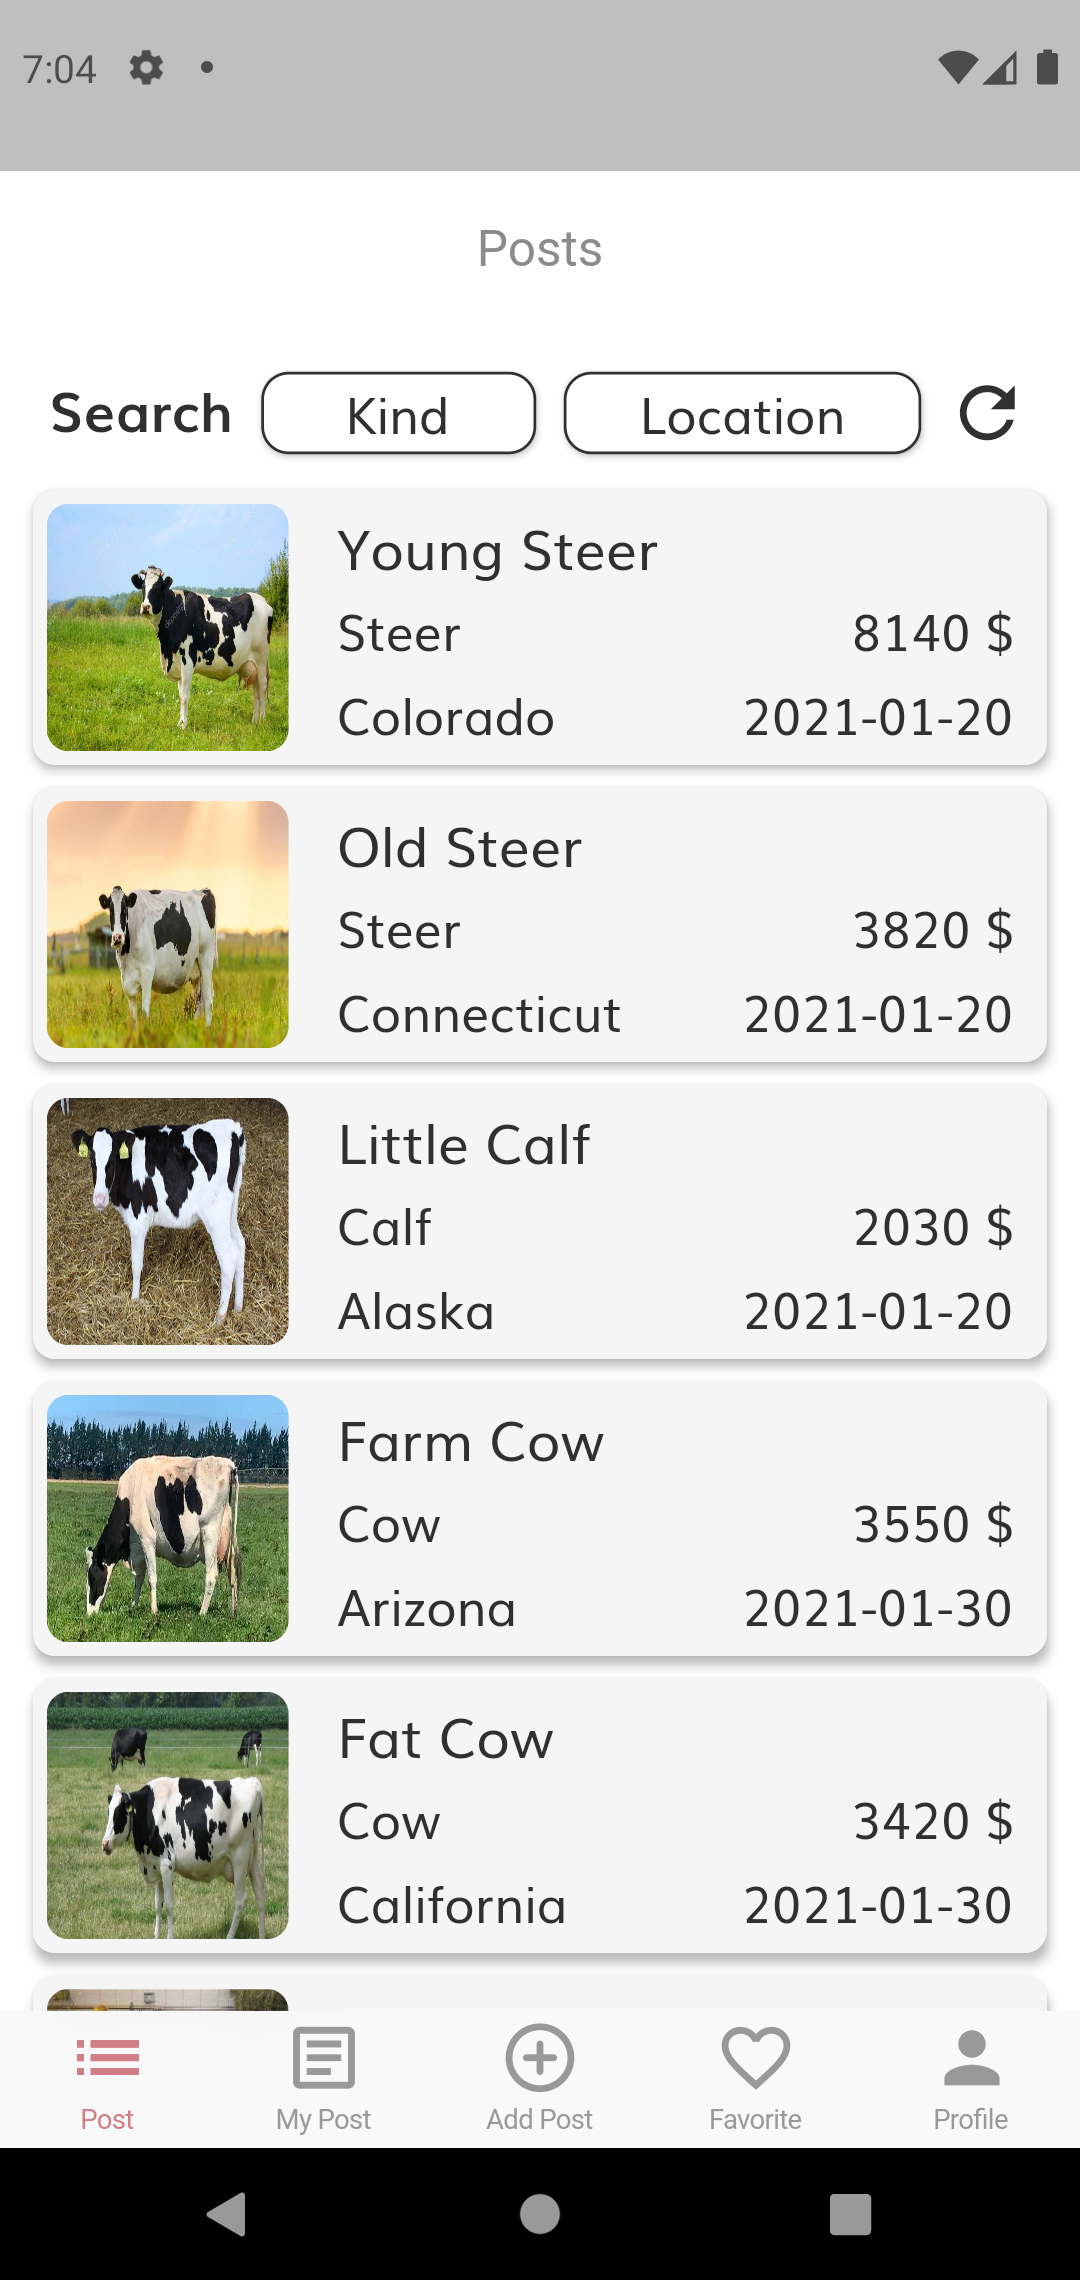 7:04
Posts
Search Kind Location
Young Steer
Steer 8140 $
Colorado 2021-01-20
Old Steer
Steer 3820 $
Connecticut 2021-01-20
Little Calf
Calf 2030 $
Alaska 2021-01-20
Farm Cow
Cow 3550 $
Arizona 2021-01-30
Fat Cow
Cow 3420 $
California 2021-01-30
Post My Post Add Post Favorite Profile